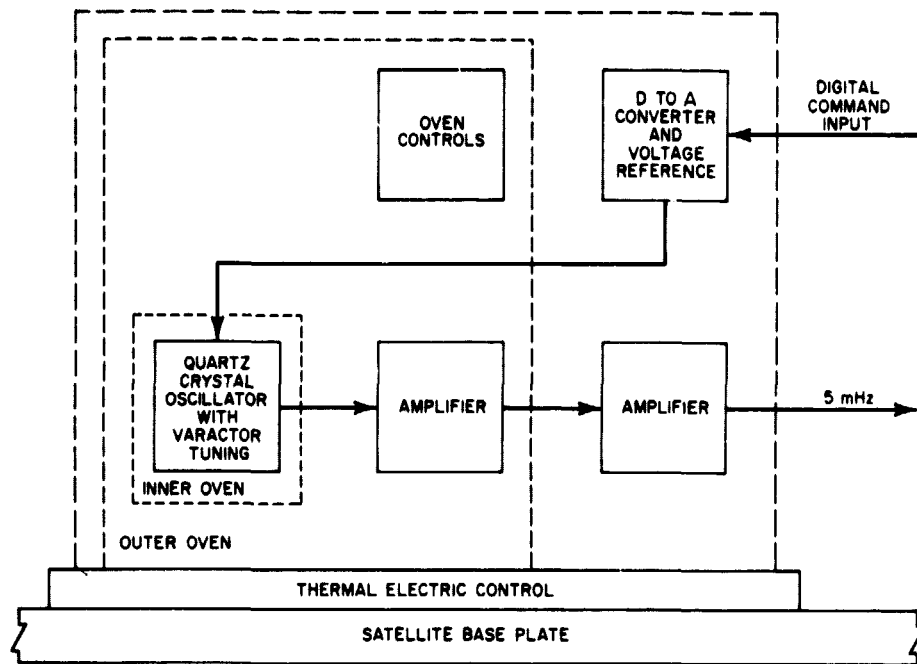 OVEN
CONTROLS
D TO A
CONVERTER
AND
VOLTAGE
REFERENCE
DIGITAL
COMMAND
INPUT
QUARTZ
CRYSTAL
OSCILLATOR
WITH
VARACTOR
TUNING
INNER OVEN
AMPLIFIER
AMPLIFIER
5 mHz
OUTER OVEN
THERMAL ELECTRIC CONTROL
SATELLITE BASE PLATE